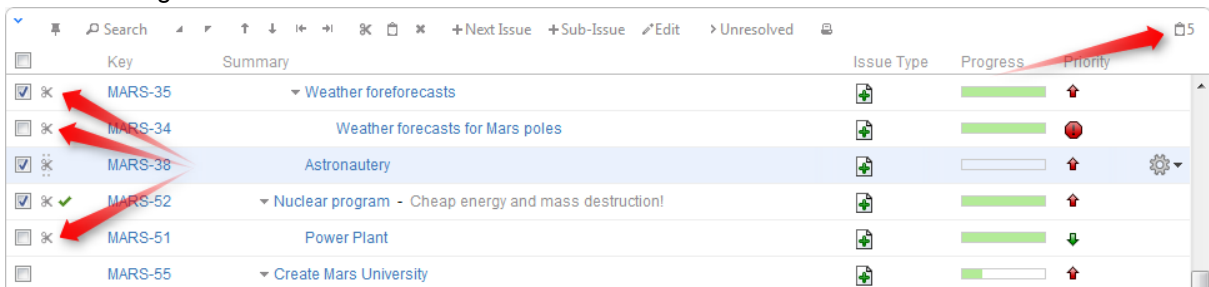 Search +Next Issue +Sub-Issue Edit >Unresolved 5
Key Summary Issue Type Progress Priority
MARS-35 Weather foreforecasts
MARS-34 Weather forecasts for Mars poles
MARS-38 Astronautery
MARS-52 Nuclear program - Cheap energy and mass destruction!
MARS-51 Power Plant
MARS-55 Create Mars University